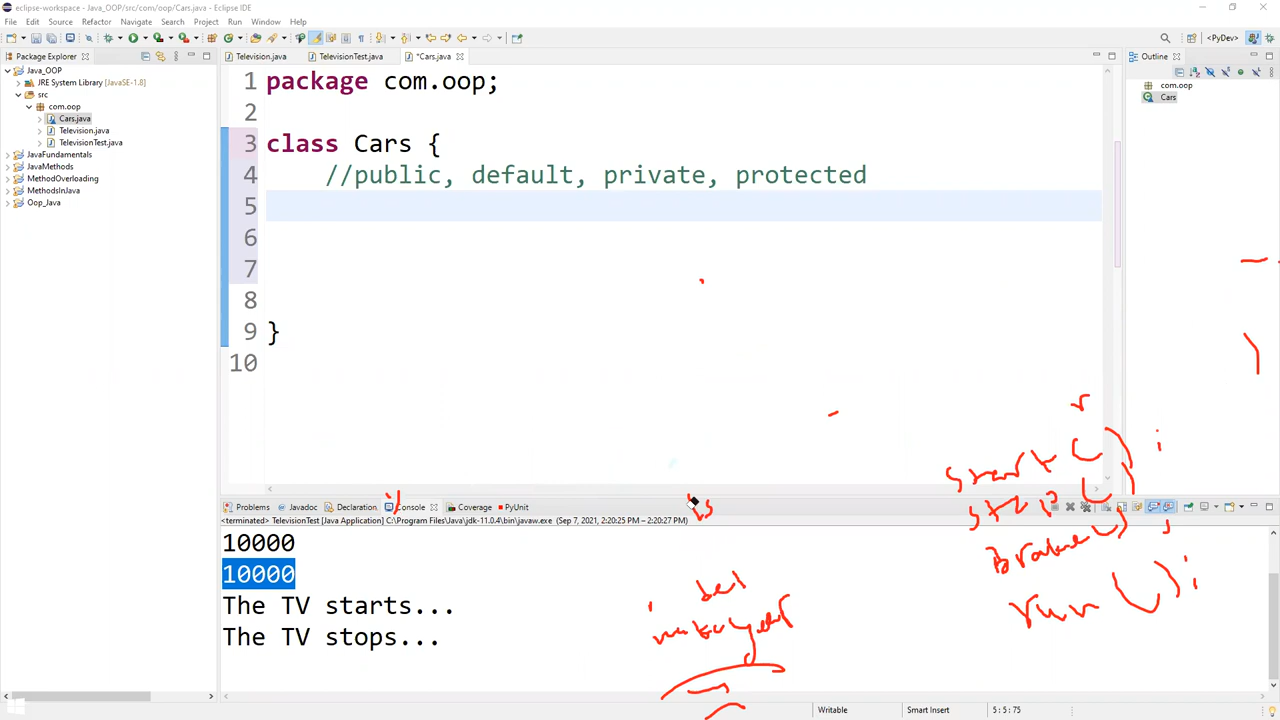 eclipse-workspace - Java_OOP/src/com/oop/Cars.java - Eclipse IDE
File Edit Source Refactor Navigate Search Project Run Window Help
<PyDev>
Package Explorer
Television.java
TelevisionTest.java
*Cars.java
Outline
Java_OOP
JRE System Library [JavaSE-1.8]
src
com.oop
Cars.java
Television.java
TelevisionTest.java
JavaFundamentals
JavaMethods
MethodOverloading
MethodsInJava
Oop_Java
1 package com.oop;
2
3 class Cars {
4 //public, default, private, protected
5
6
7
8
9 }
10
com.oop
Cars
start();
stop();
brake();
run();
Problems Javadoc Declaration Console Coverage PyUnit
<terminated> TelevisionTest [Java Application] C:\Program Files\Java\jdk-11.0.4\bin\javaw.exe (Sep 7, 2021, 2:20:25 PM – 2:20:27 PM)
10000
10000
The TV starts...
The TV stops...
Writable
Smart Insert
5 : 5 : 75